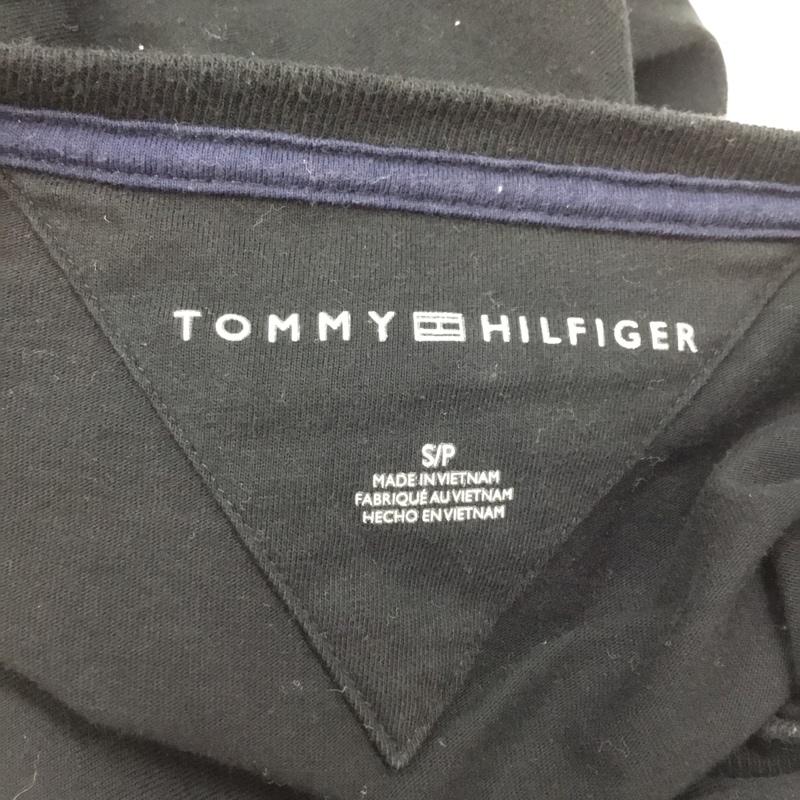 TOMMY HILFIGER
S/P
MADE IN VIETNAM
FABRIQUÉ AU VIETNAM
HECHO EN VIETNAM